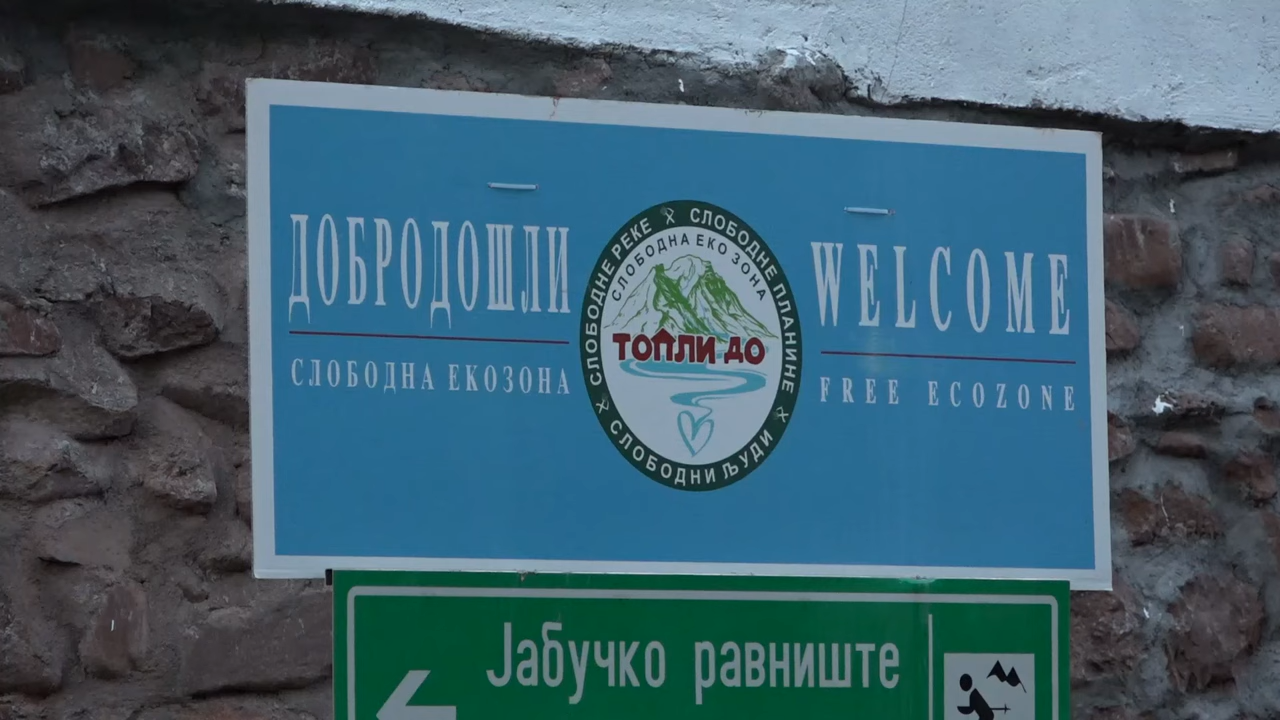 ДОБРОДОШЛИ
СЛОБОДНА ЕКОЗОНА
СЛОБОДНЕ РЕКЕ
СЛОБОДНЕ ПЛАНИНЕ
СЛОБОДНИ ЉУДИ
СЛОБОДНА ЕКО ЗОНА
ТОПЛИ ДО
WELCOME
FREE ECOZONE
Јабучко равниште